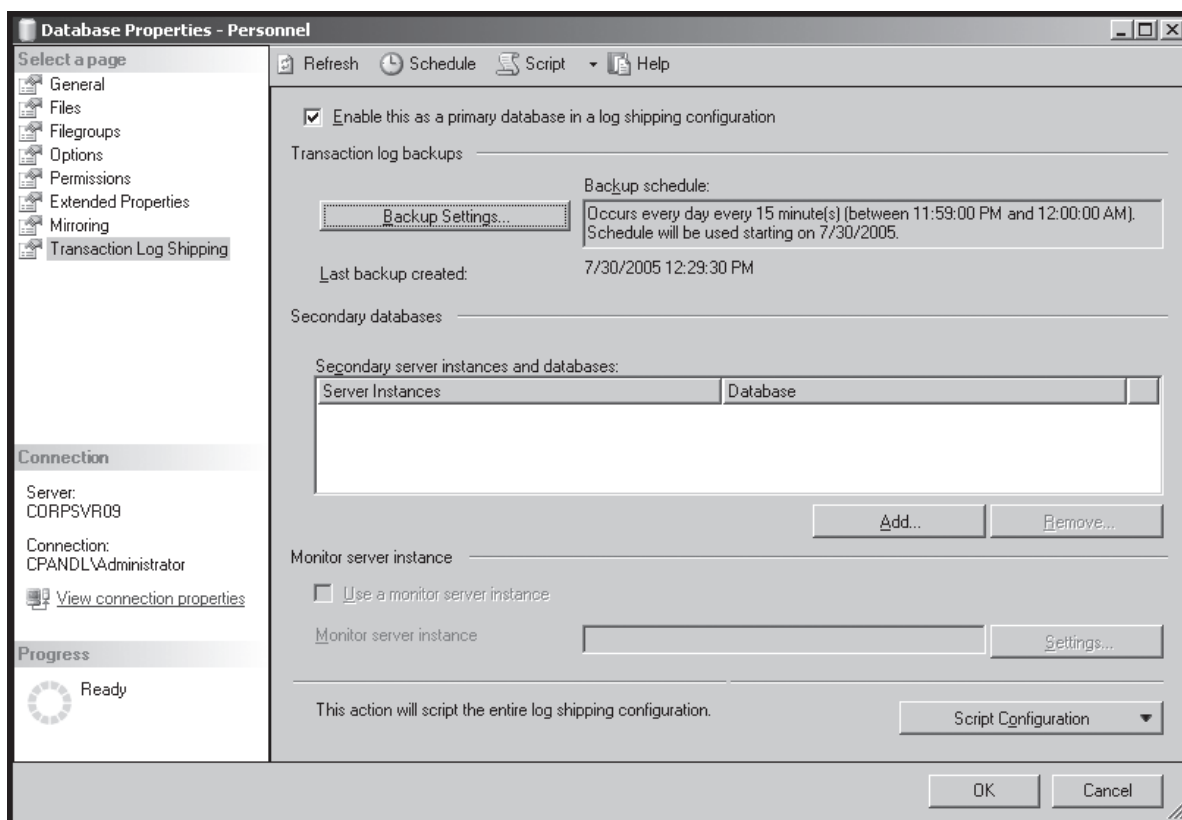 Database Properties - Personnel
Select a page
General
Files
Filegroups
Options
Permissions
Extended Properties
Mirroring
Transaction Log Shipping
Connection
Server:
CORPSVR09
Connection:
CPANDL\Administrator
View connection properties
Progress
Ready
Refresh Schedule Script Help
Enable this as a primary database in a log shipping configuration
Transaction log backups
Backup Settings...
Backup schedule:
Occurs every day every 15 minute(s) (between 11:59:00 PM and 12:00:00 AM).
Schedule will be used starting on 7/30/2005.
Last backup created:
7/30/2005 12:29:30 PM
Secondary databases
Secondary server instances and databases:
Server Instances Database
Add... Remove...
Monitor server instance
Use a monitor server instance
Monitor server instance
Settings...
This action will script the entire log shipping configuration.
Script Configuration
OK Cancel